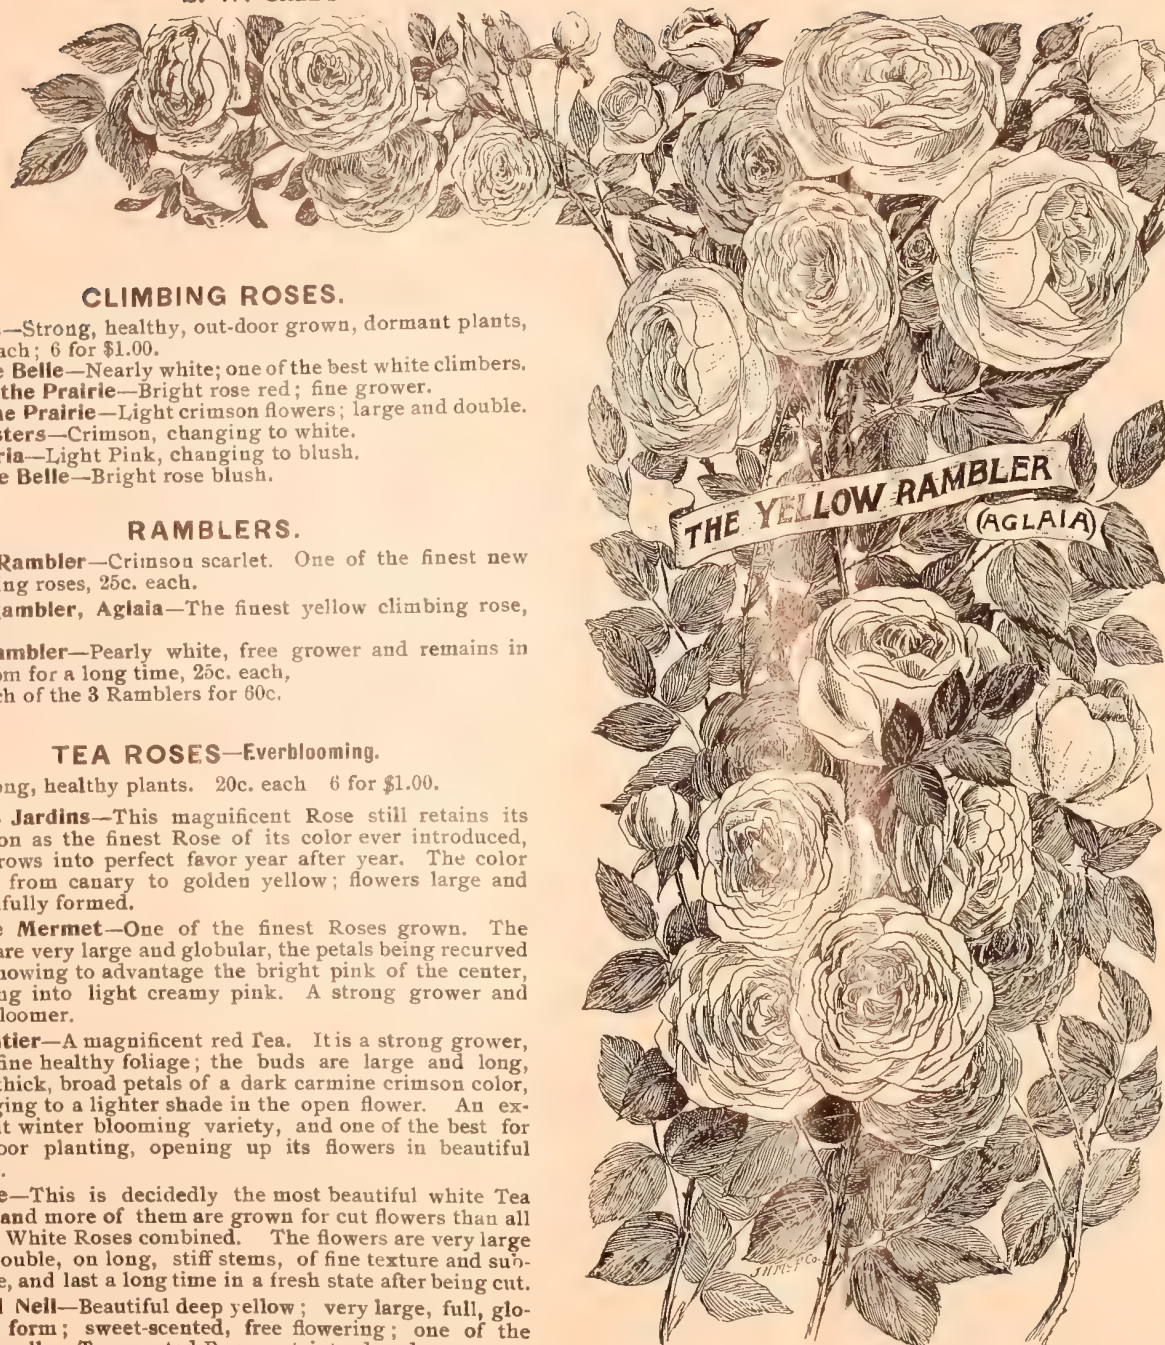 CLIMBING ROSES.
—Strong, healthy, out-door grown, dormant plants,
ach; 6 for $1.00.
e Belle—Nearly white; one of the best white climbers.
the Prairie—Bright rose red; fine grower.
ne Prairie—Light crimson flowers; large and double.
sters—Crimson, changing to white.
ria—Light Pink, changing to blush.
e Belle—Bright rose blush.
RAMBLERS.
Rambler—Crimson scarlet. One of the finest new
ing roses, 25c. each.
ambler, Aglaia—The finest yellow climbing rose,
ambler—Pearly white, free grower and remains in
om for a long time, 25c. each,
ch of the 3 Ramblers for 60c.
TEA ROSES—Everblooming.
ong, healthy plants. 20c. each 6 for $1.00.
s Jardins—This magnificent Rose still retains its
on as the finest Rose of its color ever introduced,
rows into perfect favor year after year. The color
from canary to golden yellow; flowers large and
fully formed.
e Mermet—One of the finest Roses grown. The
are very large and globular, the petals being recurved
howing to advantage the bright pink of the center,
ng into light creamy pink. A strong grower and
loomer.
tier—A magnificent red Tea. It is a strong grower,
fine healthy foliage; the buds are large and long,
thick, broad petals of a dark carmine crimson color,
ging to a lighter shade in the open flower. An ex-
nt winter blooming variety, and one of the best for
oor planting, opening up its flowers in beautiful
e—This is decidedly the most beautiful white Tea
and more of them are grown for cut flowers than all
White Roses combined. The flowers are very large
ouble, on long, stiff stems, of fine texture and sub-
e, and last a long time in a fresh state after being cut.
l Neil—Beautiful deep yellow; very large, full, glo-
form; sweet-scented, free flowering; one of the
THE YELLOW RAMBLER
(AGLAIA)